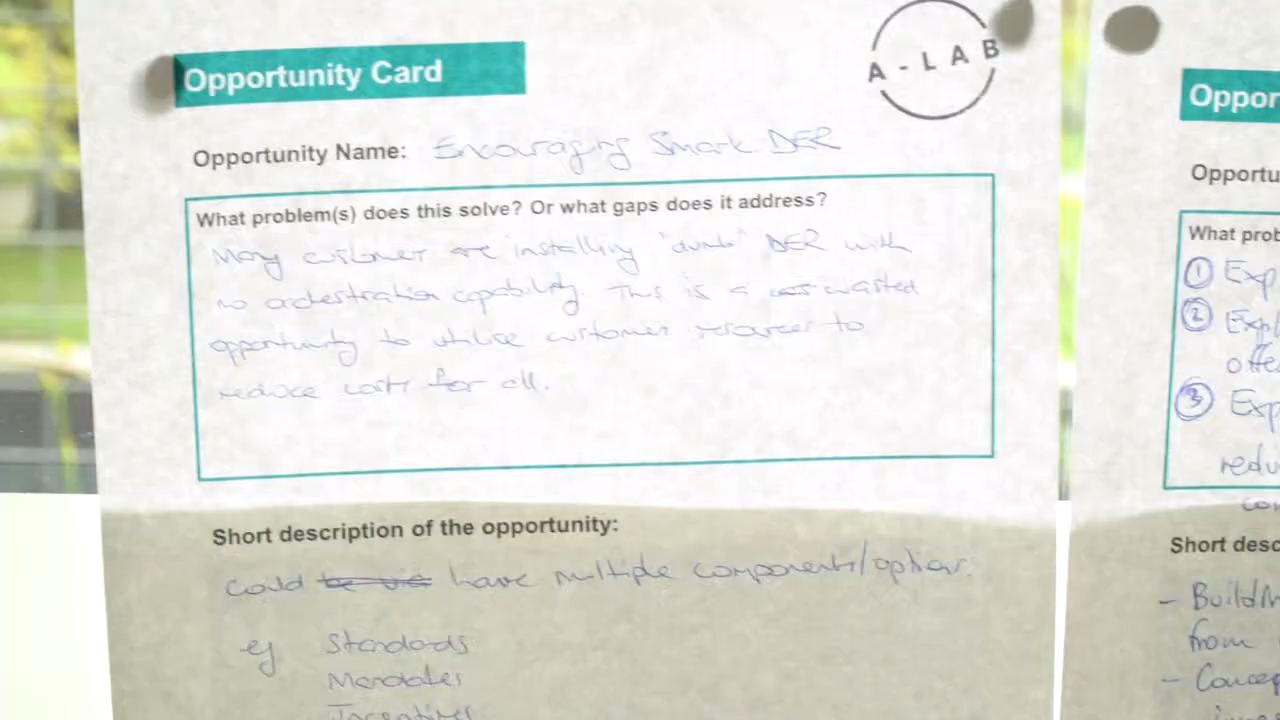 A-LAB
Opportunity Card
Opportunity Name: Encouraging Smart DER
What problem(s) does this solve? Or what gaps does it address?
Many customer are installing "dumb" DER with
no orchestration capability. This is a wasted
opportunity to utilise customer resources to
reduce costs for all.
Short description of the opportunity:
Could have multiple components/options.
eg Standards
Mandates
Incentives
Oppor
Opportu
What prob
① Exp
② Expl
offe
③ Exp
redu
con
Short desc
- Build
from
- Concep